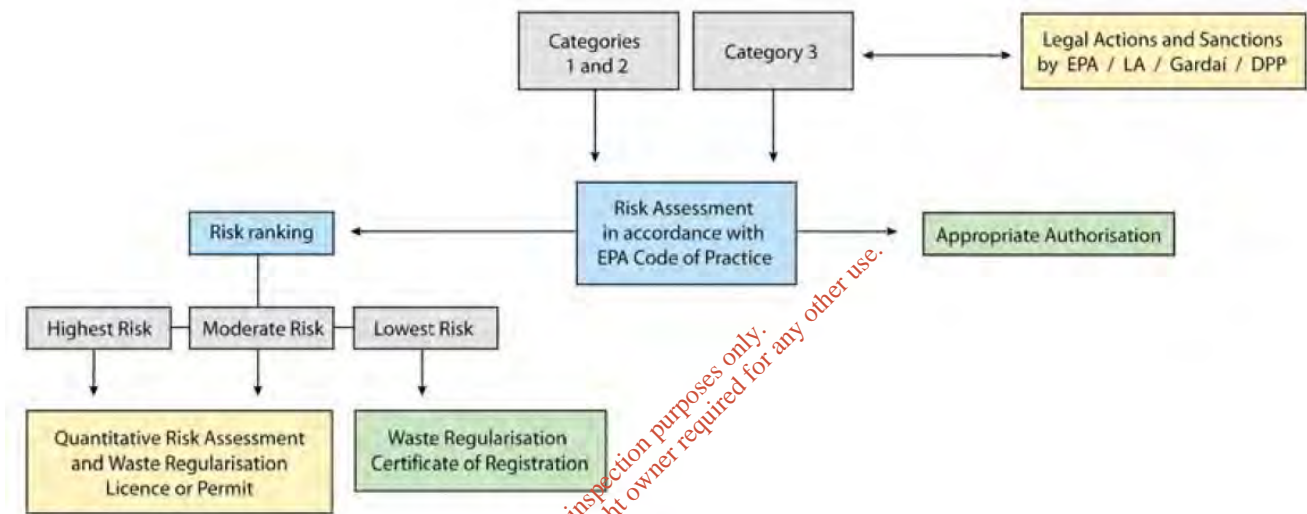 Categories
1 and 2
Category 3
Legal Actions and Sanctions
by EPA / LA / Gardaí / DPP
Risk Assessment
in accordance with
EPA Code of Practice
Risk ranking
Appropriate Authorisation
Highest Risk
Moderate Risk
Lowest Risk
Quantitative Risk Assessment
and Waste Regularisation
Licence or Permit
Waste Regularisation
Certificate of Registration
inspection purposes only.
owner required for any other use.